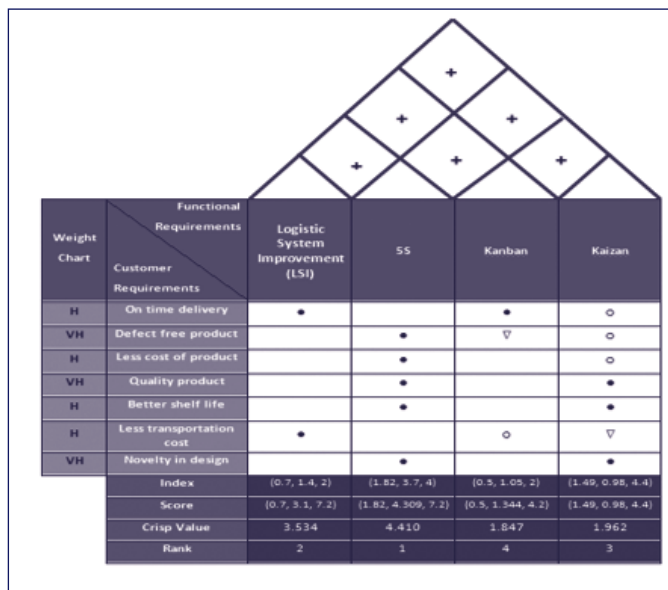 +
+ +
+ + +
Weight Chart
Functional Requirements
Customer Requirements
Logistic System Improvement (LSI)
5S
Kanban
Kaizan
H On time delivery ● ● ○
VH Defect free product ● ▽ ○
H Less cost of product ● ○
VH Quality product ● ●
H Better shelf life ● ●
H Less transportation cost ● ○ ▽
VH Novelty in design ● ●
Index (0.7, 1.4, 2) (1.82, 3.7, 4) (0.5, 1.05, 2) (1.49, 0.98, 4.4)
Score (0.7, 3.1, 7.2) (1.82, 4.309, 7.2) (0.5, 1.344, 4.2) (1.49, 0.98, 4.4)
Crisp Value 3.534 4.410 1.847 1.962
Rank 2 1 4 3